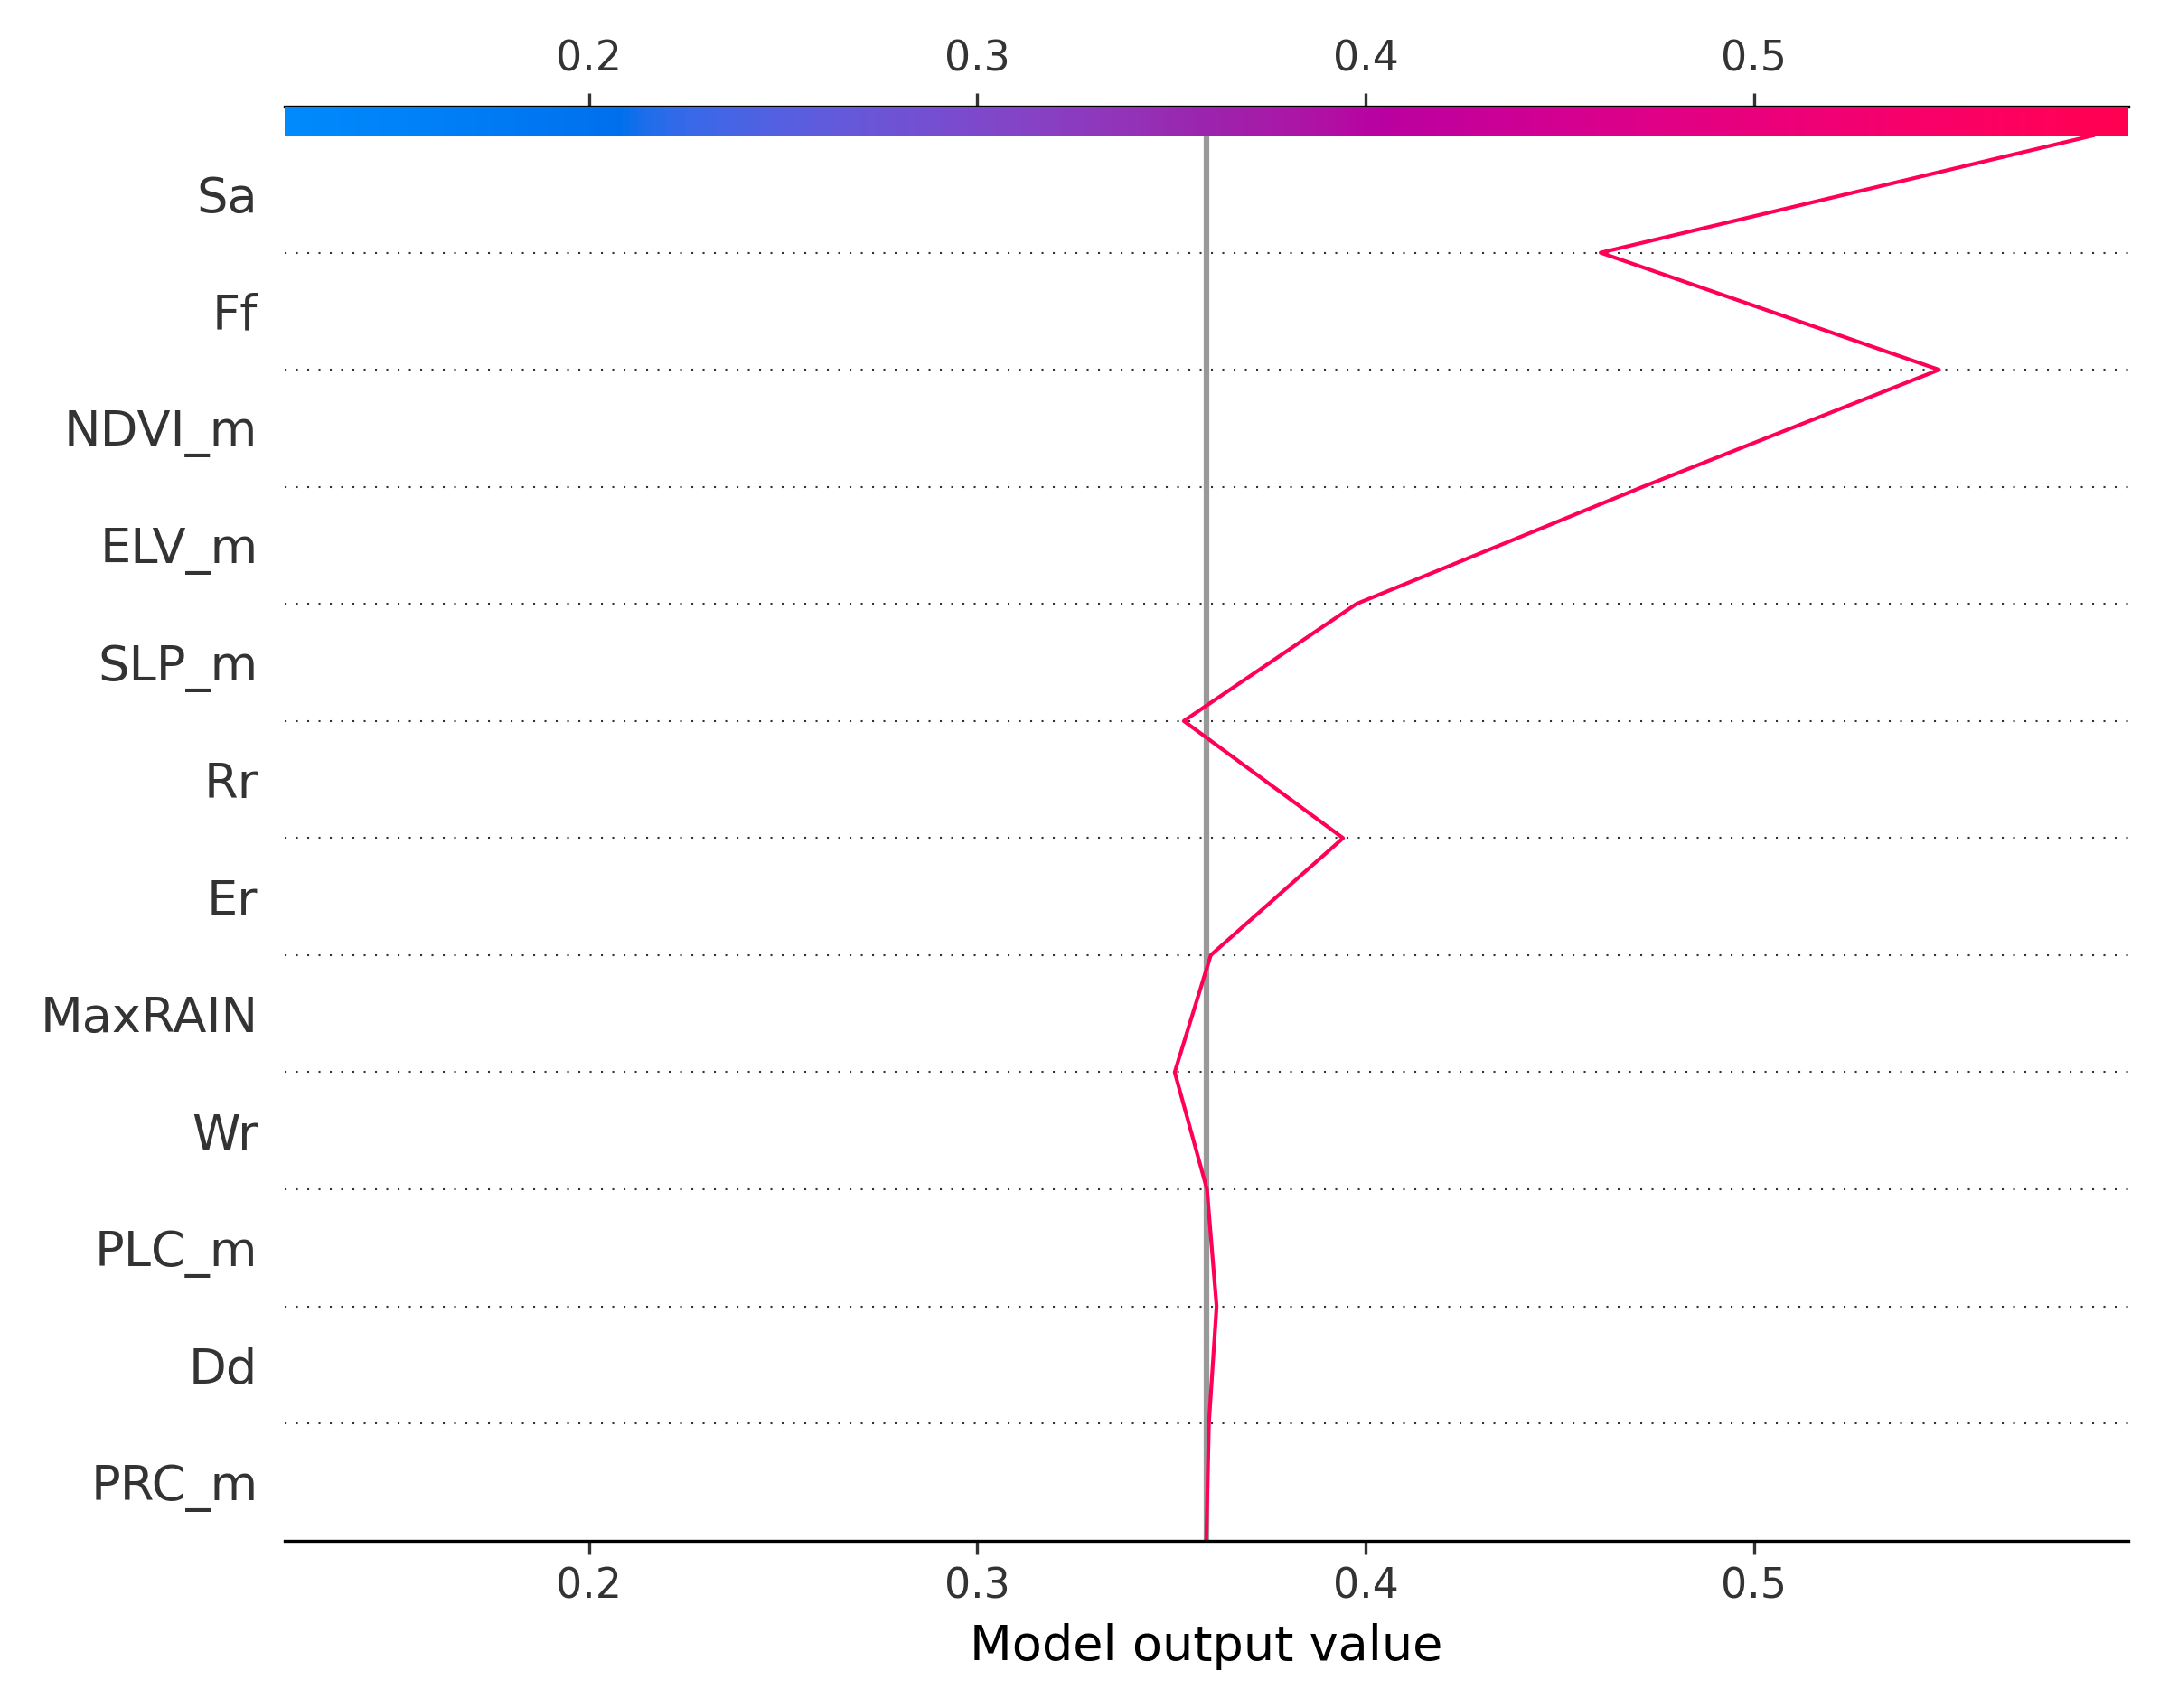 0.2 0.3 0.4 0.5
Sa
Ff
NDVI_m
ELV_m
SLP_m
Rr
Er
MaxRAIN
Wr
PLC_m
Dd
PRC_m
0.2 0.3 0.4 0.5
Model output value